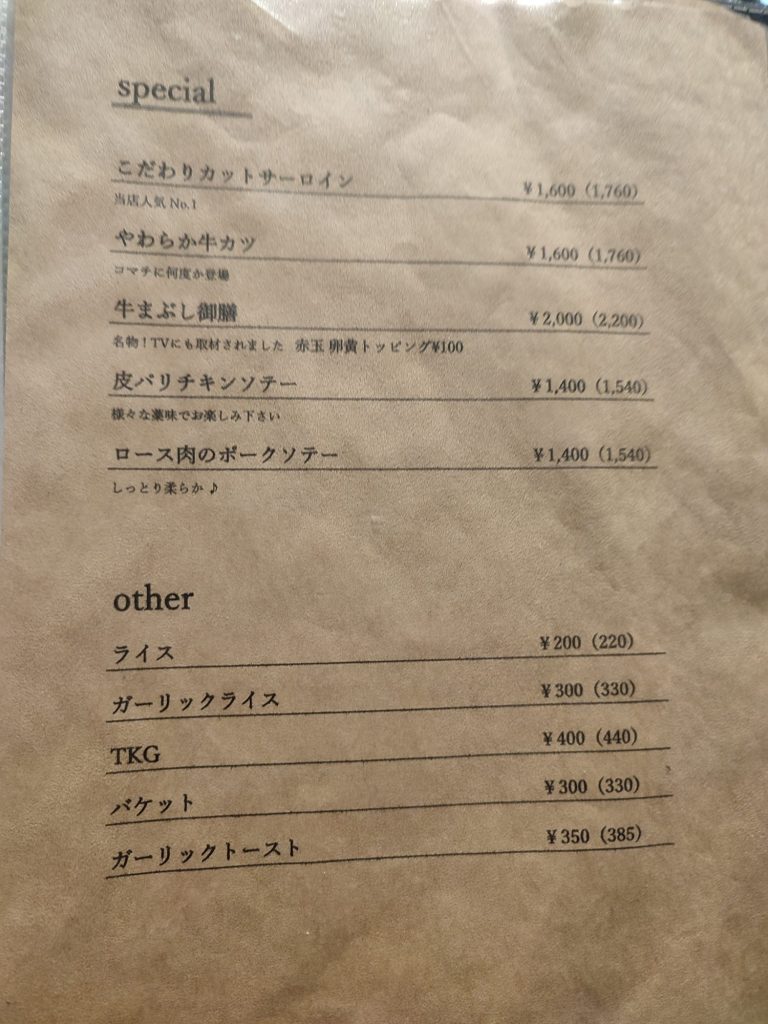 special
こだわりカットサーロイン ¥1,600（1,760）
当店人気 No.1
やわらか牛カツ ¥1,600（1,760）
コマチに何度か登場
牛まぶし御膳 ¥2,000（2,200）
名物！TVにも取材されました 赤玉 卵黄トッピング¥100
皮パリチキンソテー ¥1,400（1,540）
様々な薬味でお楽しみ下さい
ロース肉のポークソテー ¥1,400（1,540）
しっとり柔らか♪
other
ライス ¥200（220）
ガーリックライス ¥300（330）
TKG ¥400（440）
バケット ¥300（330）
ガーリックトースト ¥350（385）